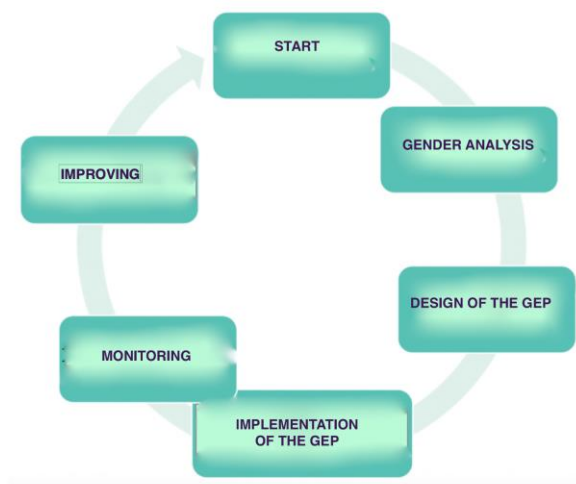 START
GENDER ANALYSIS
DESIGN OF THE GEP
IMPLEMENTATION
OF THE GEP
MONITORING
IMPROVING